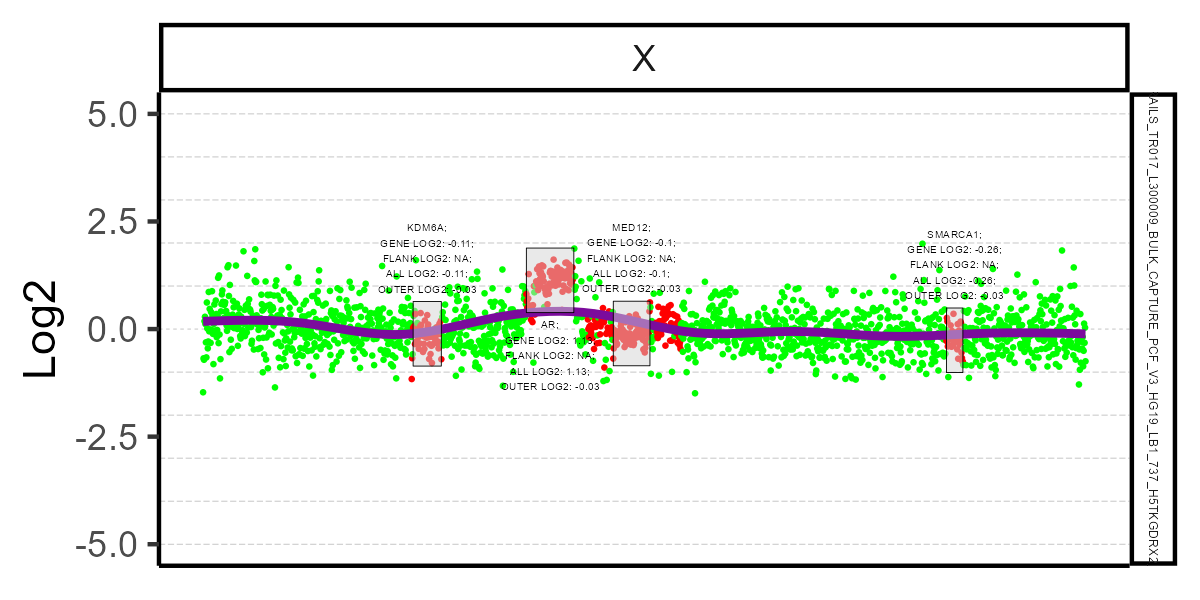 X
Log2
5.0
2.5
0.0
-2.5
-5.0
KDM6A;
GENE LOG2: -0.11;
FLANK LOG2: NA;
ALL LOG2: -0.11;
OUTER LOG2: -0.03
AR;
GENE LOG2: 1.13;
FLANK LOG2: NA;
ALL LOG2: 1.13;
OUTER LOG2: -0.03
MED12;
GENE LOG2: -0.1;
FLANK LOG2: NA;
ALL LOG2: -0.1;
OUTER LOG2: -0.03
SMARCA1;
GENE LOG2: -0.26;
FLANK LOG2: NA;
ALL LOG2: -0.26;
OUTER LOG2: -0.03
AILS_TR017_L300009_BULK_CAPTURE_PCF_V3_HG19_LB1_737_H5TKGDRX2